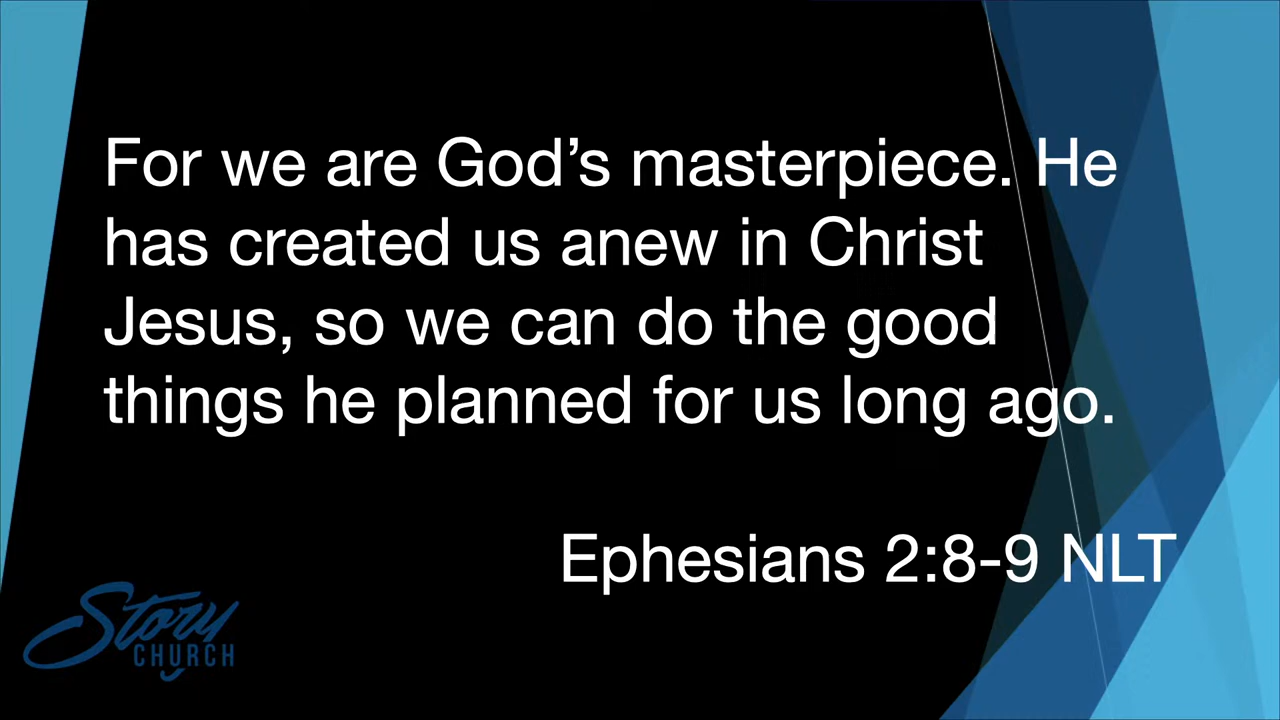 For we are God’s masterpiece. He
has created us anew in Christ
Jesus, so we can do the good
things he planned for us long ago.
Ephesians 2:8-9 NLT
Story
CHURCH